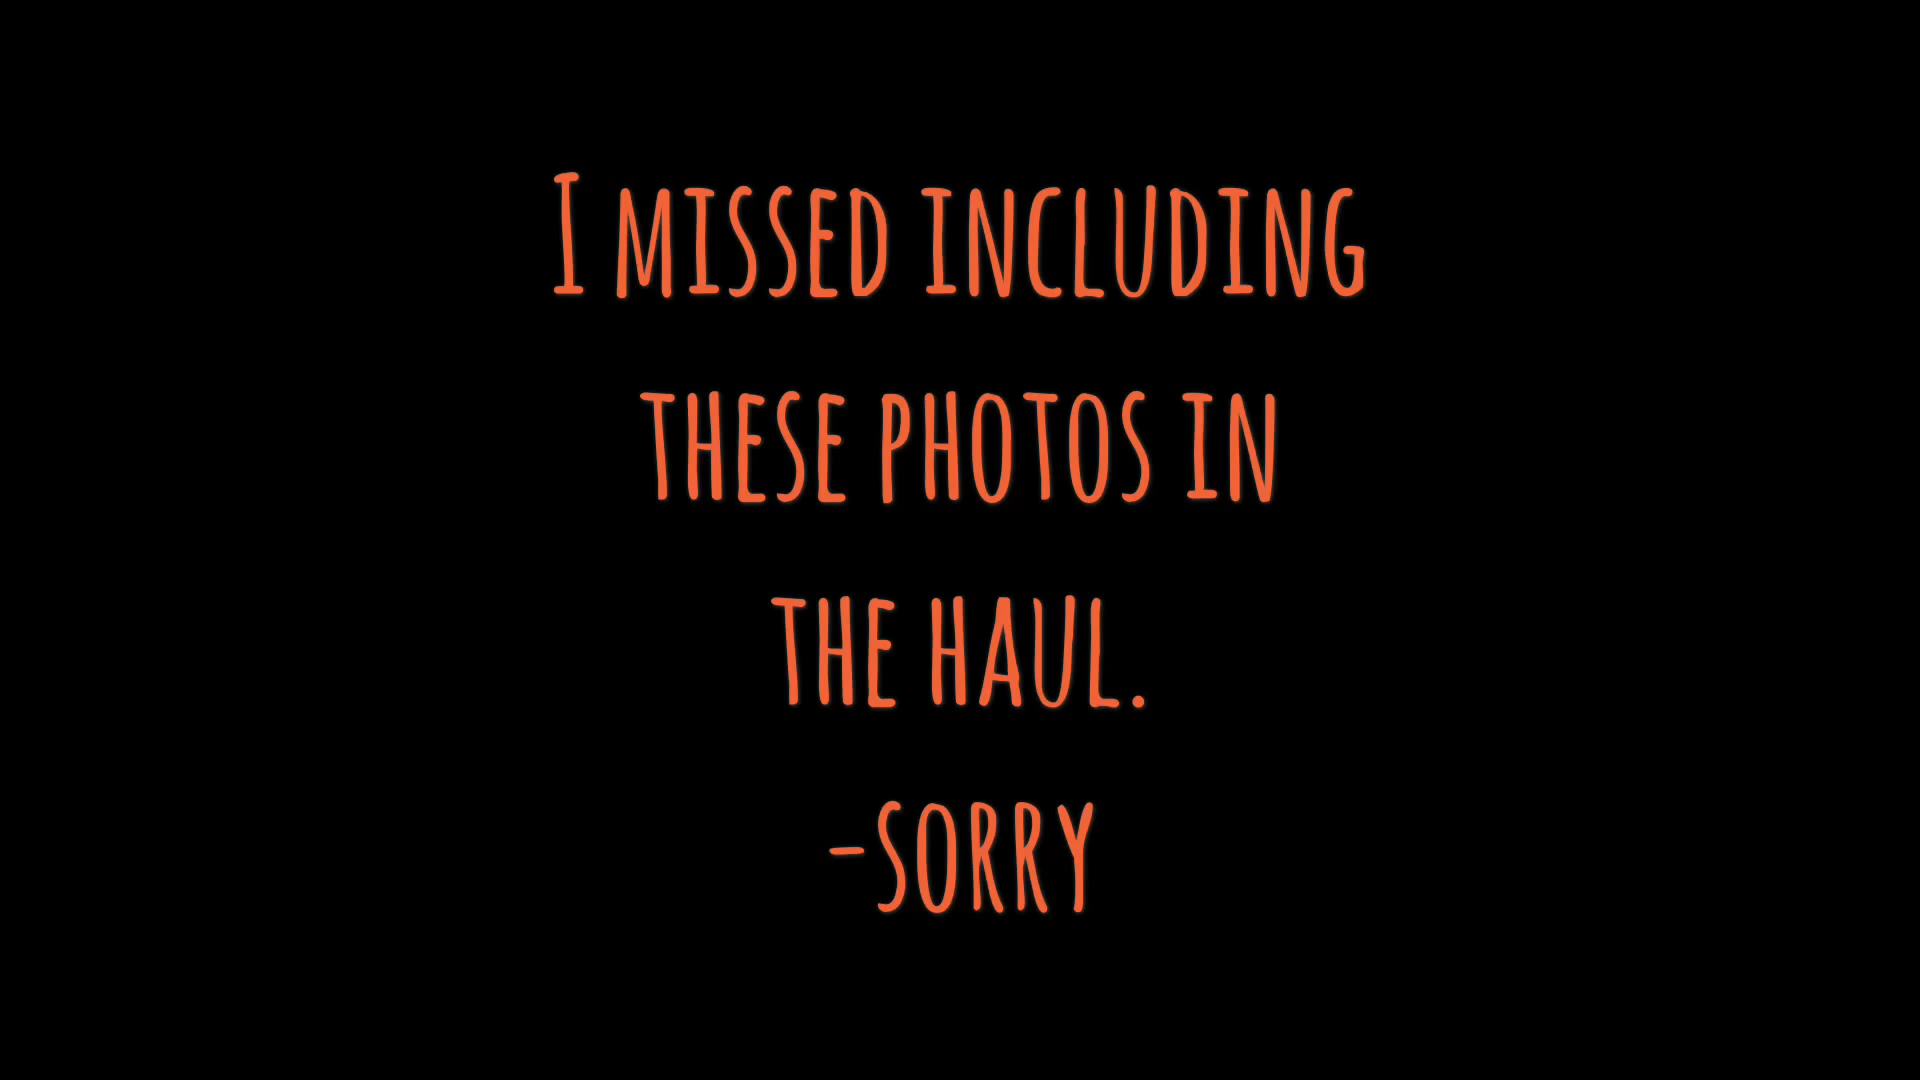 I MISSED INCLUDING
THESE PHOTOS IN
THE HAUL.
-SORRY